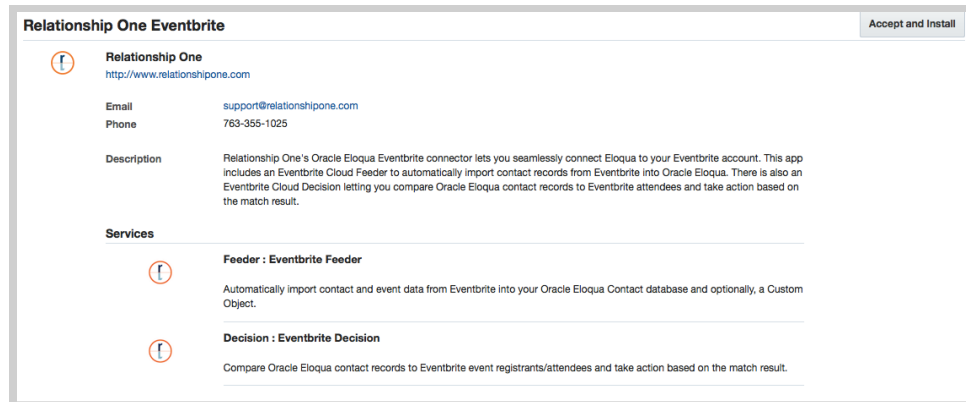 Relationship One Eventbrite
Accept and Install
Relationship One
http://www.relationshipone.com
Email support@relationshipone.com
Phone 763-355-1025
Description Relationship One's Oracle Eloqua Eventbrite connector lets you seamlessly connect Eloqua to your Eventbrite account. This app
includes an Eventbrite Cloud Feeder to automatically import contact records from Eventbrite into Oracle Eloqua. There is also an
Eventbrite Cloud Decision letting you compare Oracle Eloqua contact records to Eventbrite attendees and take action based on
the match result.
Services
Feeder : Eventbrite Feeder
Automatically import contact and event data from Eventbrite into your Oracle Eloqua Contact database and optionally, a Custom
Object.
Decision : Eventbrite Decision
Compare Oracle Eloqua contact records to Eventbrite event registrants/attendees and take action based on the match result.